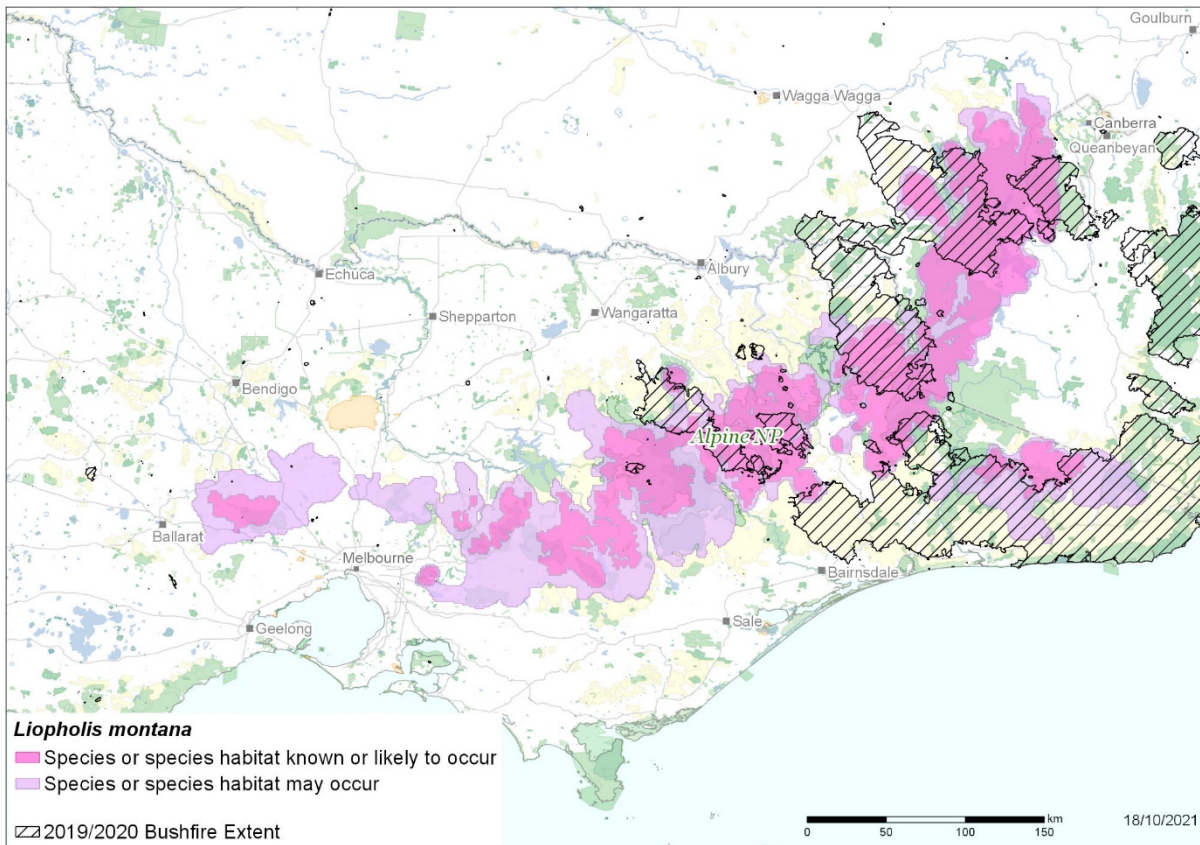 Goulburn
Wagga Wagga
Canberra
Queanbeyan
Echuca
Albury
Shepparton
Wangaratta
Bendigo
Alpine NP
Ballarat
Melbourne
Bairnsdale
Geelong
Sale
Liopholis montana
Species or species habitat known or likely to occur
Species or species habitat may occur
2019/2020 Bushfire Extent
km
0 50 100 150
18/10/2021